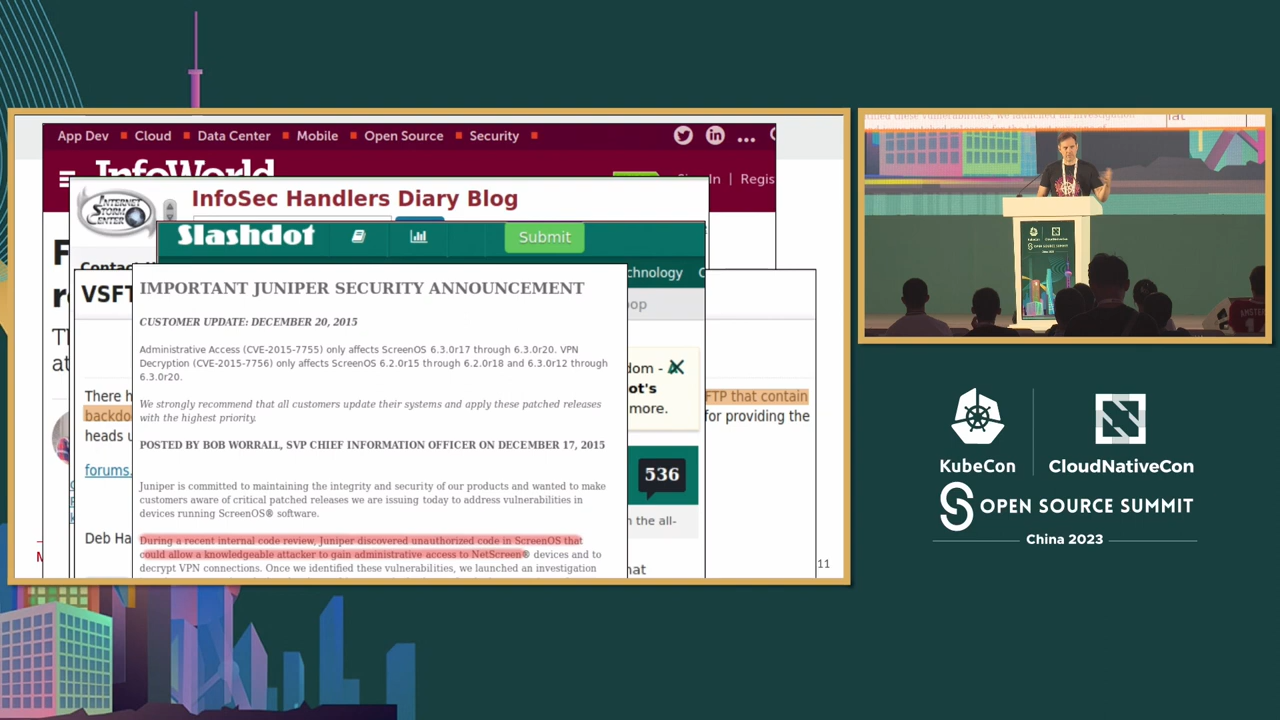 App Dev ■ Cloud ■ Data Center ■ Mobile ■ Open Source ■ Security ■
InfoWorld
In | Regis
INTERNET STORM CENTER
InfoSec Handlers Diary Blog
Slashdot
Submit
chnology
VSFT
IMPORTANT JUNIPER SECURITY ANNOUNCEMENT
CUSTOMER UPDATE: DECEMBER 20, 2015
Administrative Access (CVE-2015-7755) only affects ScreenOS 6.3.0r17 through 6.3.0r20. VPN
Decryption (CVE-2015-7756) only affects ScreenOS 6.2.0r15 through 6.2.0r18 and 6.3.0r12 through
6.3.0r20.
We strongly recommend that all customers update their systems and apply these patched releases
with the highest priority.
POSTED BY BOB WORRALL, SVP CHIEF INFORMATION OFFICER ON DECEMBER 17, 2015
Juniper is committed to maintaining the integrity and security of our products and wanted to make
customers aware of critical patched releases we are issuing today to address vulnerabilities in
devices running ScreenOS® software.
During a recent internal code review, Juniper discovered unauthorized code in ScreenOS that
could allow a knowledgeable attacker to gain administrative access to NetScreen® devices and to
decrypt VPN connections. Once we identified these vulnerabilities, we launched an investigation
There h
backdo
heads u
forums.
Deb Ha
oop
dom -
ot's
more.
FTP that contain
for providing the
536
n the all-
hat
11
KubeCon
CloudNativeCon
OPEN SOURCE SUMMIT
China 2023